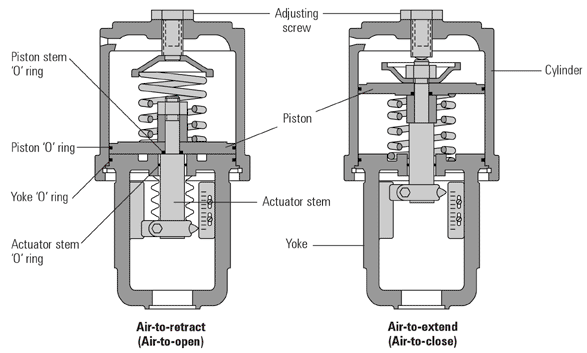 Adjusting
screw
Piston stem
'O' ring
Cylinder
Piston
Piston 'O' ring
Yoke 'O' ring
Actuator stem
Actuator stem
'O' ring
Yoke
Air-to-retract
(Air-to-open)
Air-to-extend
(Air-to-close)